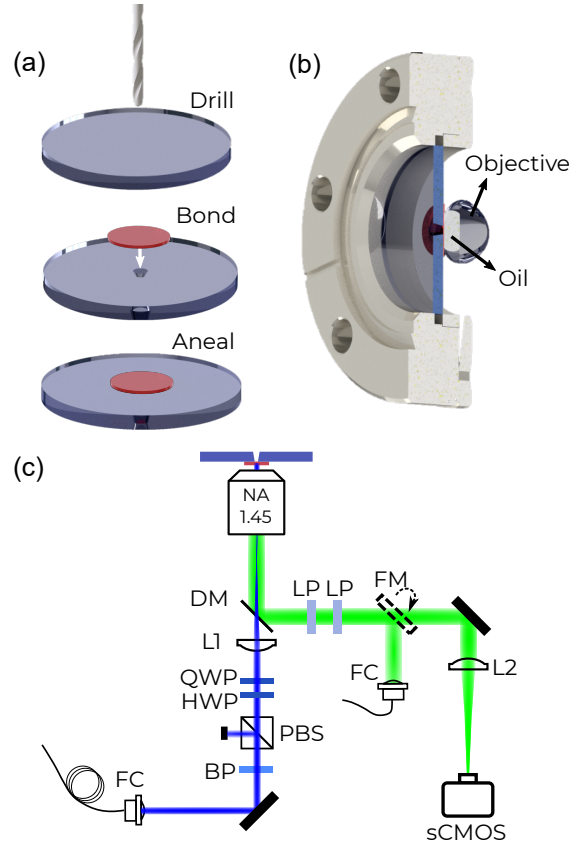 (a)
Drill
Bond
Aneal
(b)
Objective
Oil
(c)
NA
1.45
DM
LP LP
FM
L1
QWP
HWP
FC
L2
PBS
BP
FC
sCMOS